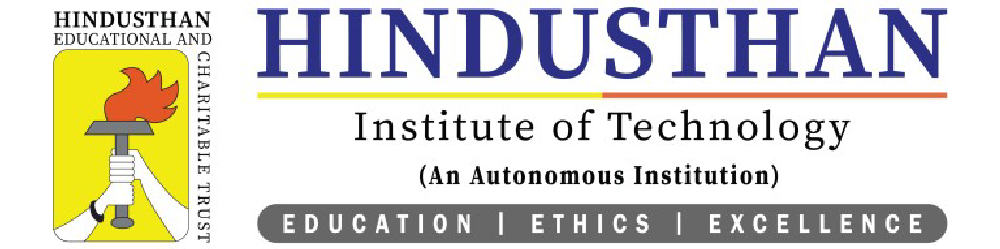 HINDUSTHAN
EDUCATIONAL AND
CHARITABLE TRUST
HINDUSTHAN
Institute of Technology
(An Autonomous Institution)
EDUCATION | ETHICS | EXCELLENCE